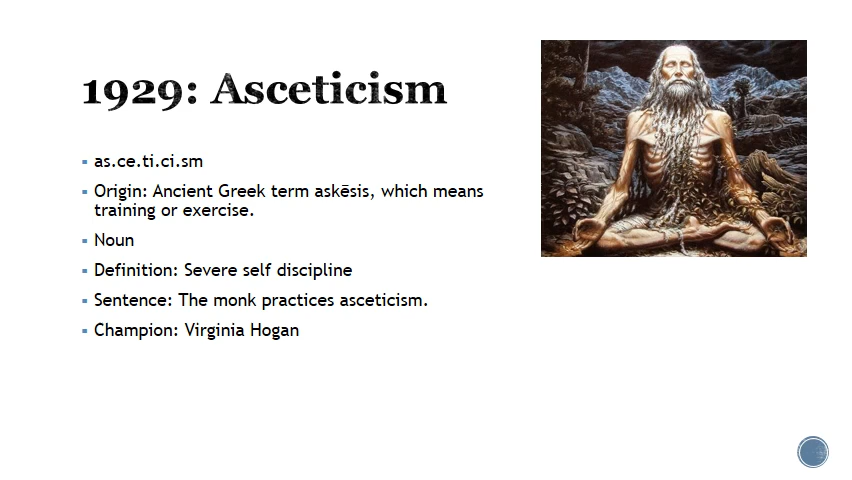 1929: Asceticism
as.ce.ti.ci.sm
Origin: Ancient Greek term askēsis, which means
training or exercise.
Noun
Definition: Severe self discipline
Sentence: The monk practices asceticism.
Champion: Virginia Hogan